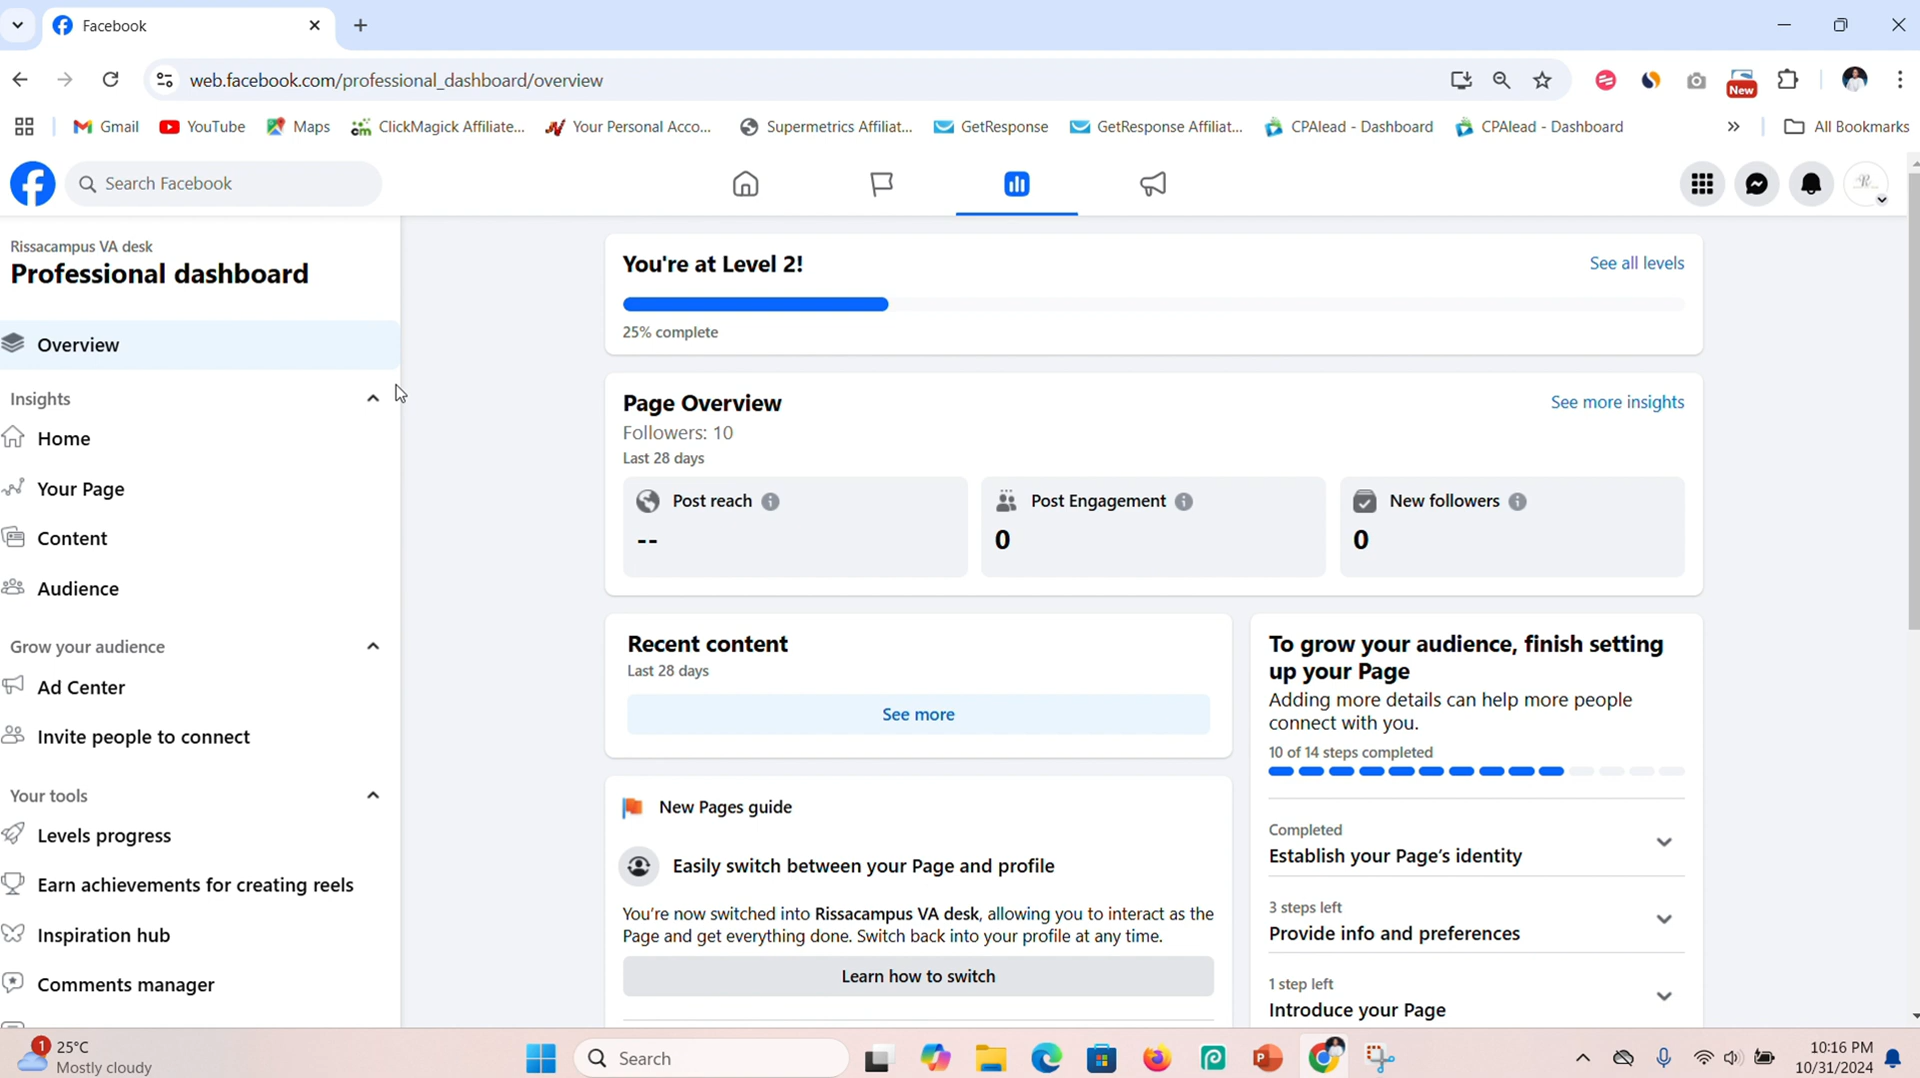 Facebook
web.facebook.com/professional_dashboard/overview
New
Gmail
YouTube
Maps
ClickMagick Affiliate...
Your Personal Acco...
Supermetrics Affiliat...
GetResponse
GetResponse Affiliat...
CPAlead - Dashboard
CPAlead - Dashboard
All Bookmarks
Search Facebook
Rissacampus VA desk
Professional dashboard
Overview
Insights
Home
Your Page
Content
Audience
Grow your audience
Ad Center
Invite people to connect
Your tools
Levels progress
Earn achievements for creating reels
Inspiration hub
Comments manager
You're at Level 2!
See all levels
25% complete
Page Overview
See more insights
Followers: 10
Last 28 days
Post reach
--
Post Engagement
0
New followers
0
Recent content
Last 28 days
See more
New Pages guide
Easily switch between your Page and profile
You're now switched into Rissacampus VA desk, allowing you to interact as the
Page and get everything done. Switch back into your profile at any time.
Learn how to switch
To grow your audience, finish setting
up your Page
Adding more details can help more people
connect with you.
10 of 14 steps completed
Completed
Establish your Page's identity
3 steps left
Provide info and preferences
1 step left
Introduce your Page
1
25°C
Mostly cloudy
Search
10:16 PM
10/31/2024